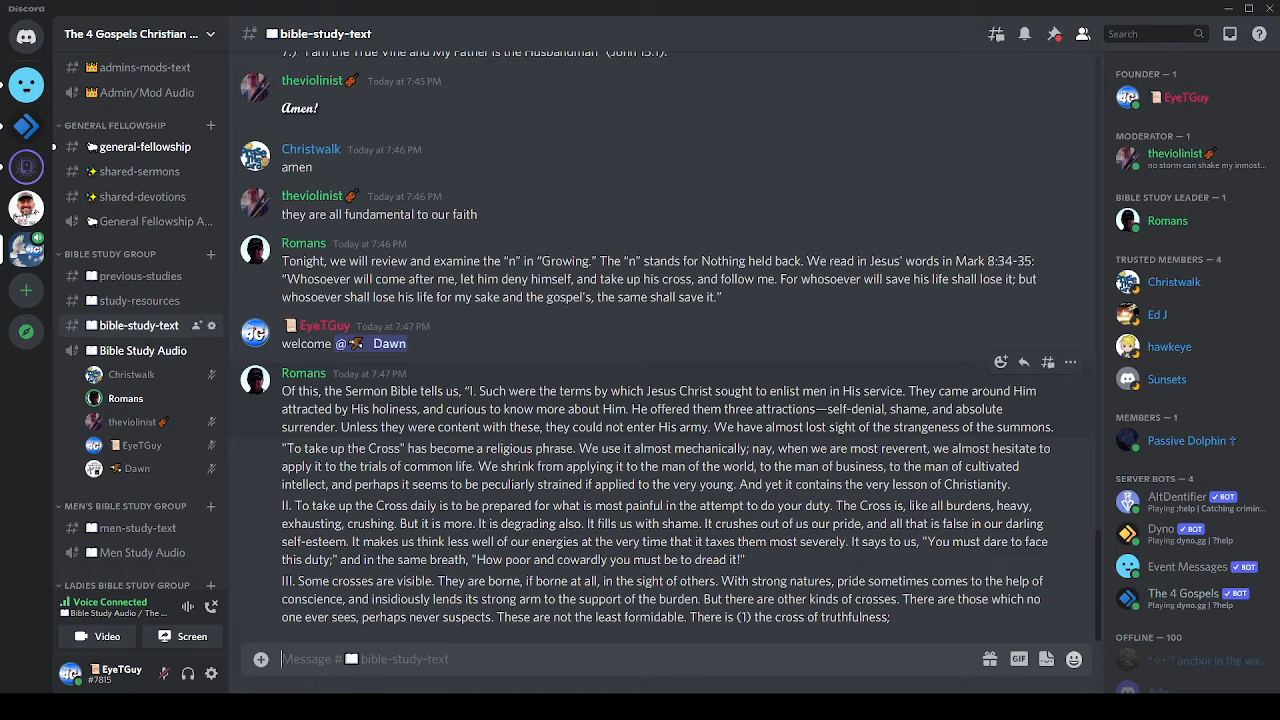 Discord
The 4 Gospels Christian ...
admins-mods-text
Admin/Mod Audio
GENERAL FELLOWSHIP
general-fellowship
shared-sermons
shared-devotions
General Fellowship A...
BIBLE STUDY GROUP
previous-studies
study-resources
bible-study-text
Bible Study Audio
Christwalk
Romans
theviolinist
EyeTGuy
Dawn
MEN'S BIBLE STUDY GROUP
men-study-text
Men Study Audio
LADIES BIBLE STUDY GROUP
Voice Connected
Bible Study Audio / The ...
Video
Screen
EyeTGuy
#7815
bible-study-text
7.) "I am the True Vine and My Father is the Husbandman" (John 15:1).
theviolinist Today at 7:45 PM
Amen!
Christwalk Today at 7:46 PM
amen
theviolinist Today at 7:46 PM
they are all fundamental to our faith
Romans Today at 7:46 PM
Tonight, we will review and examine the “n” in “Growing.” The “n” stands for Nothing held back. We read in Jesus' words in Mark 8:34-35:
“Whosoever will come after me, let him deny himself, and take up his cross, and follow me. For whosoever will save his life shall lose it; but
whosoever shall lose his life for my sake and the gospel's, the same shall save it.”
EyeTGuy Today at 7:47 PM
welcome @ Dawn
Romans Today at 7:47 PM
Of this, the Sermon Bible tells us, “I. Such were the terms by which Jesus Christ sought to enlist men in His service. They came around Him
attracted by His holiness, and curious to know more about Him. He offered them three attractions—self-denial, shame, and absolute
surrender. Unless they were content with these, they could not enter His army. We have almost lost sight of the strangeness of the summons.
"To take up the Cross" has become a religious phrase. We use it almost mechanically; nay, when we are most reverent, we almost hesitate to
apply it to the trials of common life. We shrink from applying it to the man of the world, to the man of business, to the man of cultivated
intellect, and perhaps it seems to be peculiarly strained if applied to the very young. And yet it contains the very lesson of Christianity.
II. To take up the Cross daily is to be prepared for what is most painful in the attempt to do your duty. The Cross is, like all burdens, heavy,
exhausting, crushing. But it is more. It is degrading also. It fills us with shame. It crushes out of us our pride, and all that is false in our darling
self-esteem. It makes us think less well of our energies at the very time that it taxes them most severely. It says to us, "You must dare to face
this duty;" and in the same breath, "How poor and cowardly you must be to dread it!"
III. Some crosses are visible. They are borne, if borne at all, in the sight of others. With strong natures, pride sometimes comes to the help of
conscience, and insidiously lends its strong arm to the support of the burden. But there are other kinds of crosses. There are those which no
one ever sees, perhaps never suspects. These are not the least formidable. There is (1) the cross of truthfulness;
Message # bible-study-text
GIF
Search
FOUNDER — 1
EyeTGuy
MODERATOR — 1
theviolinist
no storm can shake my inmost...
BIBLE STUDY LEADER — 1
Romans
TRUSTED MEMBERS — 4
Christwalk
Ed J
hawkeye
Sunsets
MEMBERS — 1
Passive Dolphin ✝
SERVER BOTS — 4
AltDentifier BOT
Playing ;help | Catching crimin...
Dyno BOT
Playing dyno.gg | ?help
Event Messages BOT
The 4 Gospels BOT
Playing dyno.gg | ?help
OFFLINE — 100
anchor in the wa...